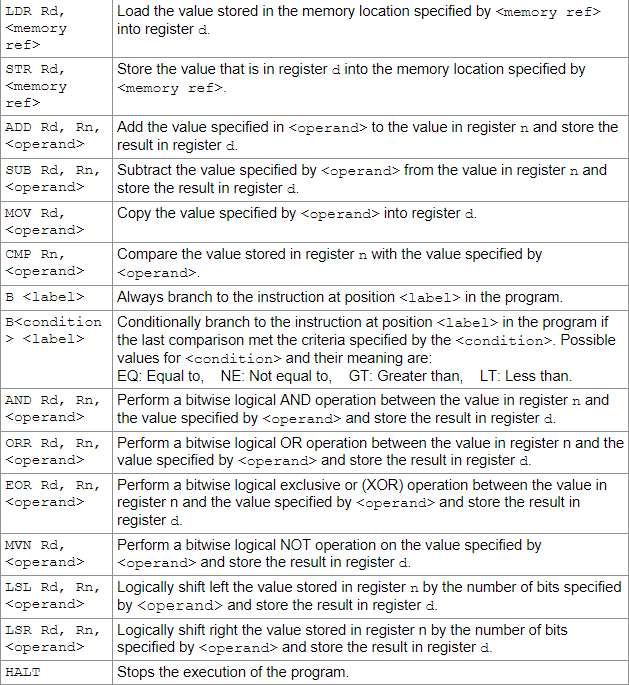 LDR Rd,
<memory
ref>
Load the value stored in the memory location specified by <memory ref>
into register d.
STR Rd,
<memory
ref>
Store the value that is in register d into the memory location specified by
<memory ref>.
ADD Rd, Rn,
<operand>
Add the value specified in <operand> to the value in register n and store the
result in register d.
SUB Rd, Rn,
<operand>
Subtract the value specified by <operand> from the value in register n and
store the result in register d.
MOV Rd,
<operand>
Copy the value specified by <operand> into register d.
CMP Rn,
<operand>
Compare the value stored in register n with the value specified by
<operand>.
B <label>
Always branch to the instruction at position <label> in the program.
B<condition
> <label>
Conditionally branch to the instruction at position <label> in the program if
the last comparison met the criteria specified by the <condition>. Possible
values for <condition> and their meaning are:
EQ: Equal to, NE: Not equal to, GT: Greater than, LT: Less than.
AND Rd, Rn,
<operand>
Perform a bitwise logical AND operation between the value in register n and
the value specified by <operand> and store the result in register d.
ORR Rd, Rn,
<operand>
Perform a bitwise logical OR operation between the value in register n and the
value specified by <operand> and store the result in register d.
EOR Rd, Rn,
<operand>
Perform a bitwise logical exclusive or (XOR) operation between the value in
register n and the value specified by <operand> and store the result in
register d.
MVN Rd,
<operand>
Perform a bitwise logical NOT operation on the value specified by
<operand> and store the result in register d.
LSL Rd, Rn,
<operand>
Logically shift left the value stored in register n by the number of bits specified
by <operand> and store the result in register d.
LSR Rd, Rn,
<operand>
Logically shift right the value stored in register n by the number of bits
specified by <operand> and store the result in register d.
HALT
Stops the execution of the program.